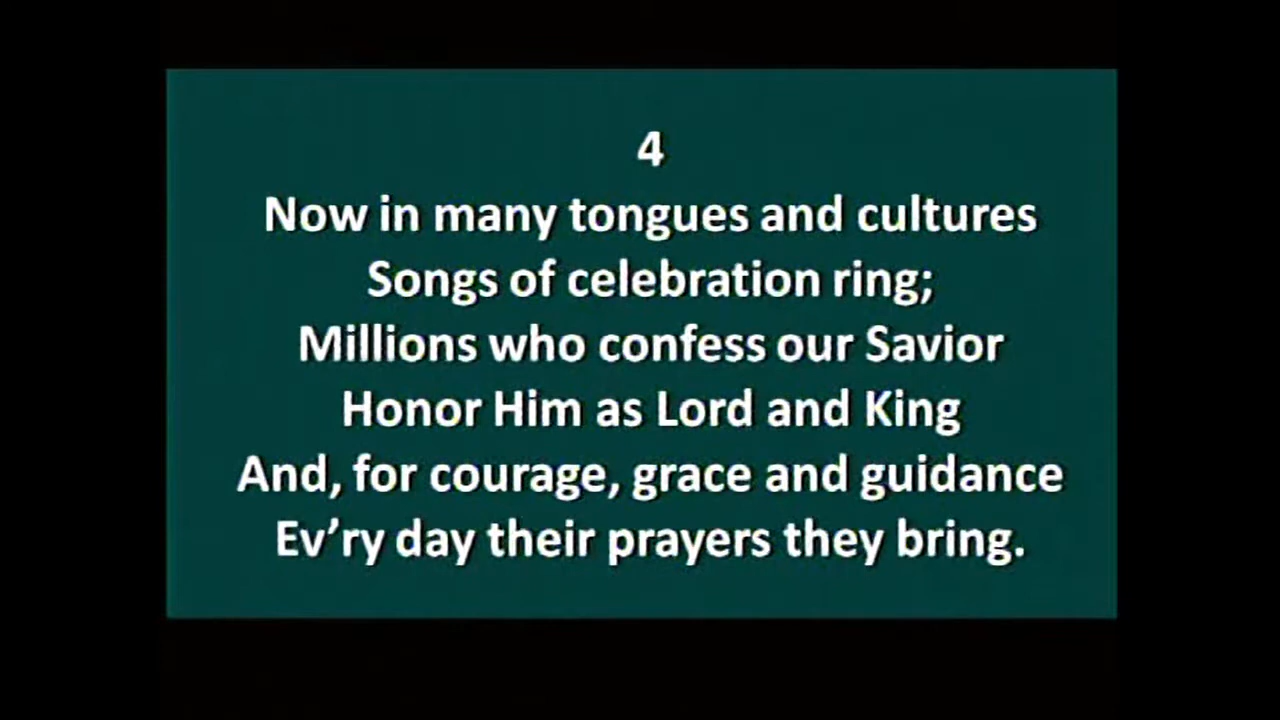 4
Now in many tongues and cultures
Songs of celebration ring;
Millions who confess our Savior
Honor Him as Lord and King
And, for courage, grace and guidance
Ev’ry day their prayers they bring.